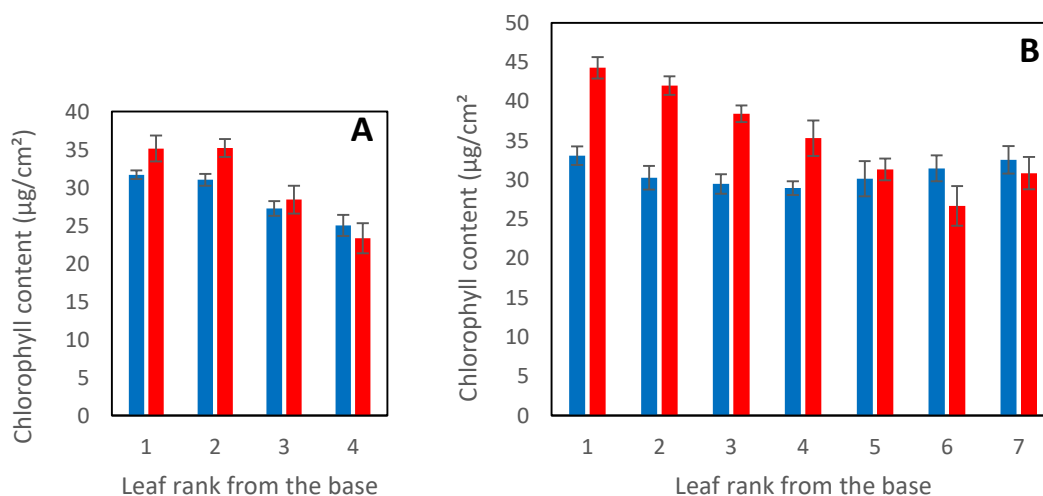 A
Chlorophyll content (µg/cm²)
40
35
30
25
20
15
10
5
0
1 2 3 4
Leaf rank from the base
B
Chlorophyll content (µg/cm²
50
45
40
35
30
25
20
15
10
5
0
1 2 3 4 5 6 7
Leaf rank from the base